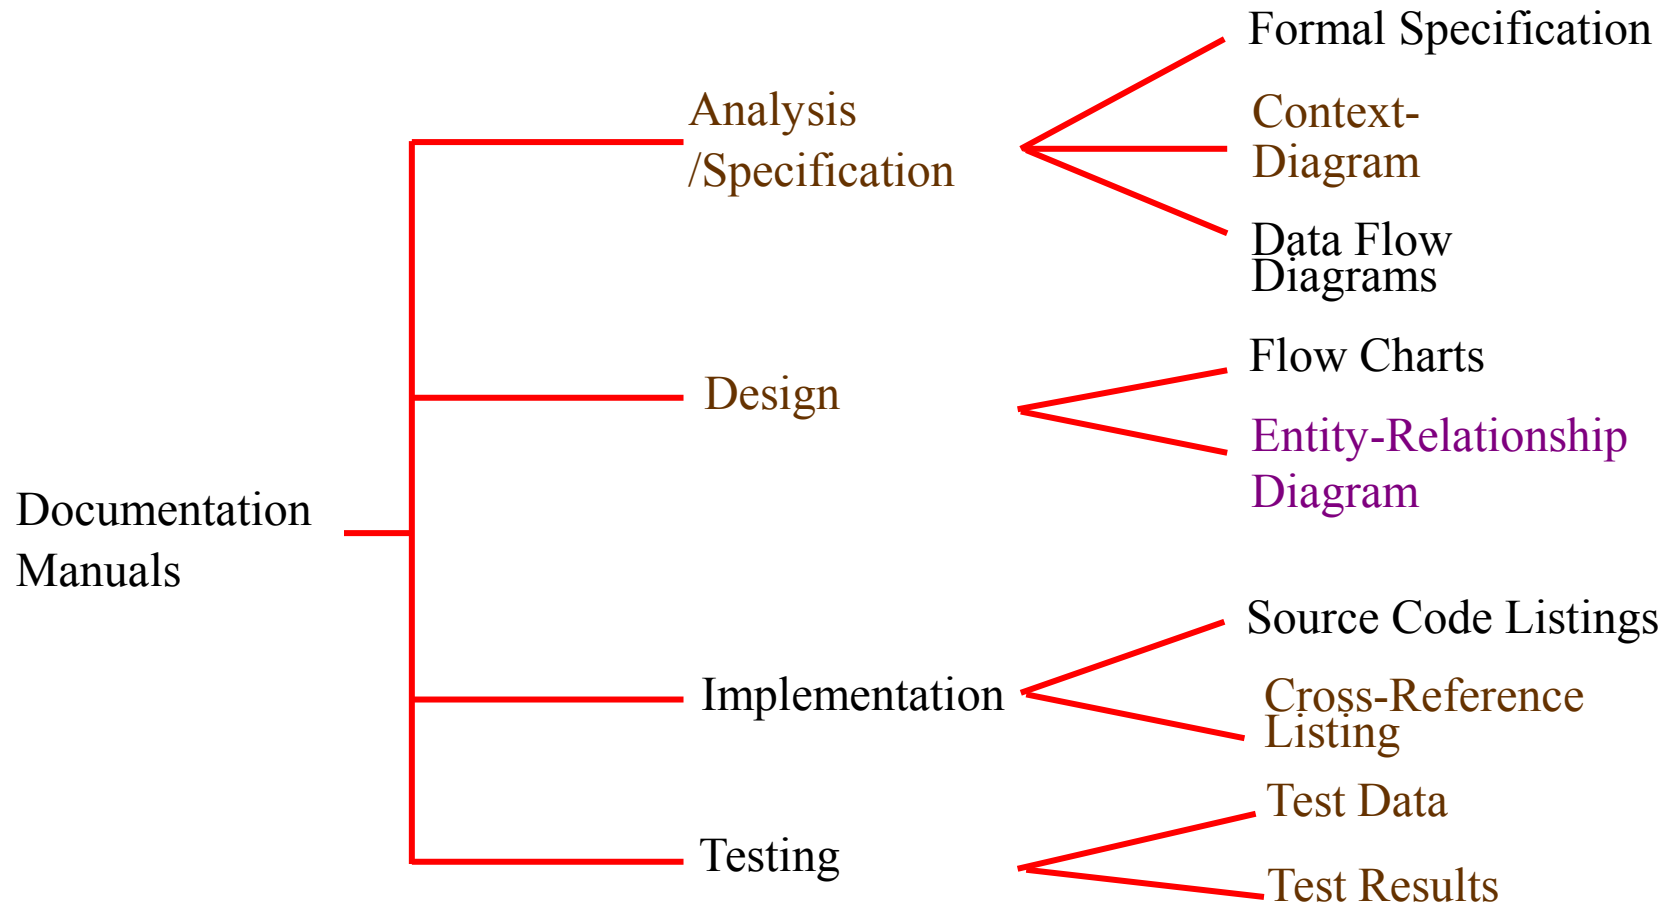 Documentation
Manuals
Analysis
/Specification
Formal Specification
Context-
Diagram
Data Flow
Diagrams
Design
Flow Charts
Entity-Relationship
Diagram
Implementation
Source Code Listings
Cross-Reference
Listing
Testing
Test Data
Test Results